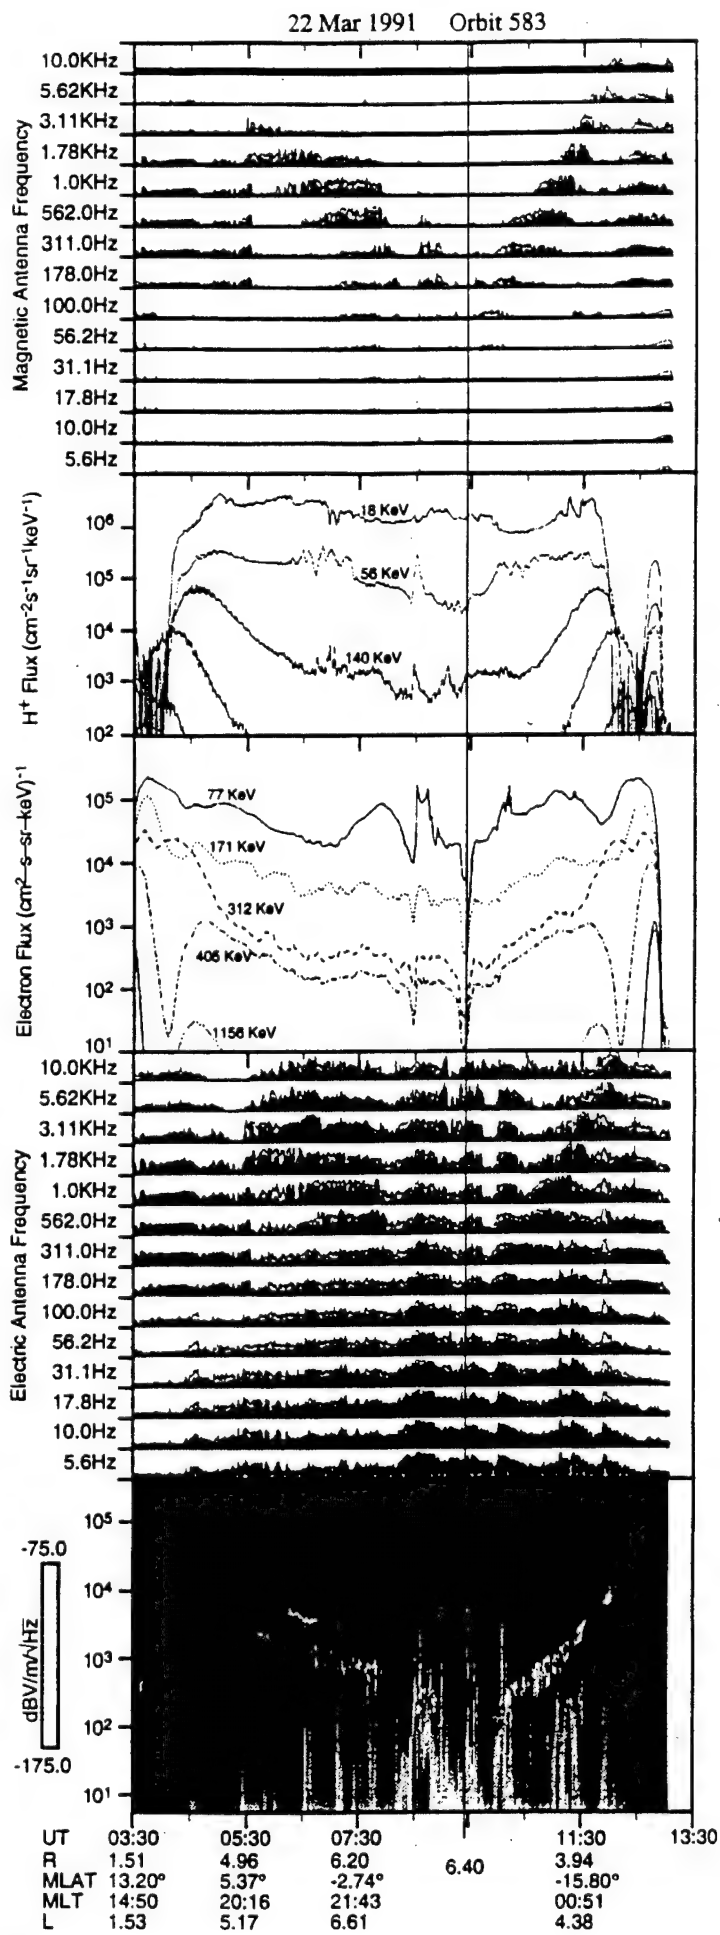 22 Mar 1991 Orbit 583
Magnetic Antenna Frequency
10.0KHz
5.62KHz
3.11KHz
1.78KHz
1.0KHz
562.0Hz
311.0Hz
178.0Hz
100.0Hz
56.2Hz
31.1Hz
17.8Hz
10.0Hz
5.6Hz
H⁺ Flux (cm⁻²s⁻¹sr⁻¹keV⁻¹)
10⁶
10⁵
10⁴
10³
10²
18 KeV
56 KeV
140 KeV
Electron Flux (cm²–s–sr–keV)⁻¹
10⁵
10⁴
10³
10²
10¹
77 KeV
171 KeV
312 KeV
406 KeV
1156 KeV
Electric Antenna Frequency
10.0KHz
5.62KHz
3.11KHz
1.78KHz
1.0KHz
562.0Hz
311.0Hz
178.0Hz
100.0Hz
56.2Hz
31.1Hz
17.8Hz
10.0Hz
5.6Hz
-75.0
dBV/m/√Hz
-175.0
10⁵
10⁴
10³
10²
10¹
UT 03:30 05:30 07:30 11:30 13:30
R 1.51 4.96 6.20 6.40 3.94
MLAT 13.20° 5.37° -2.74° -15.80°
MLT 14:50 20:16 21:43 00:51
L 1.53 5.17 6.61 4.38